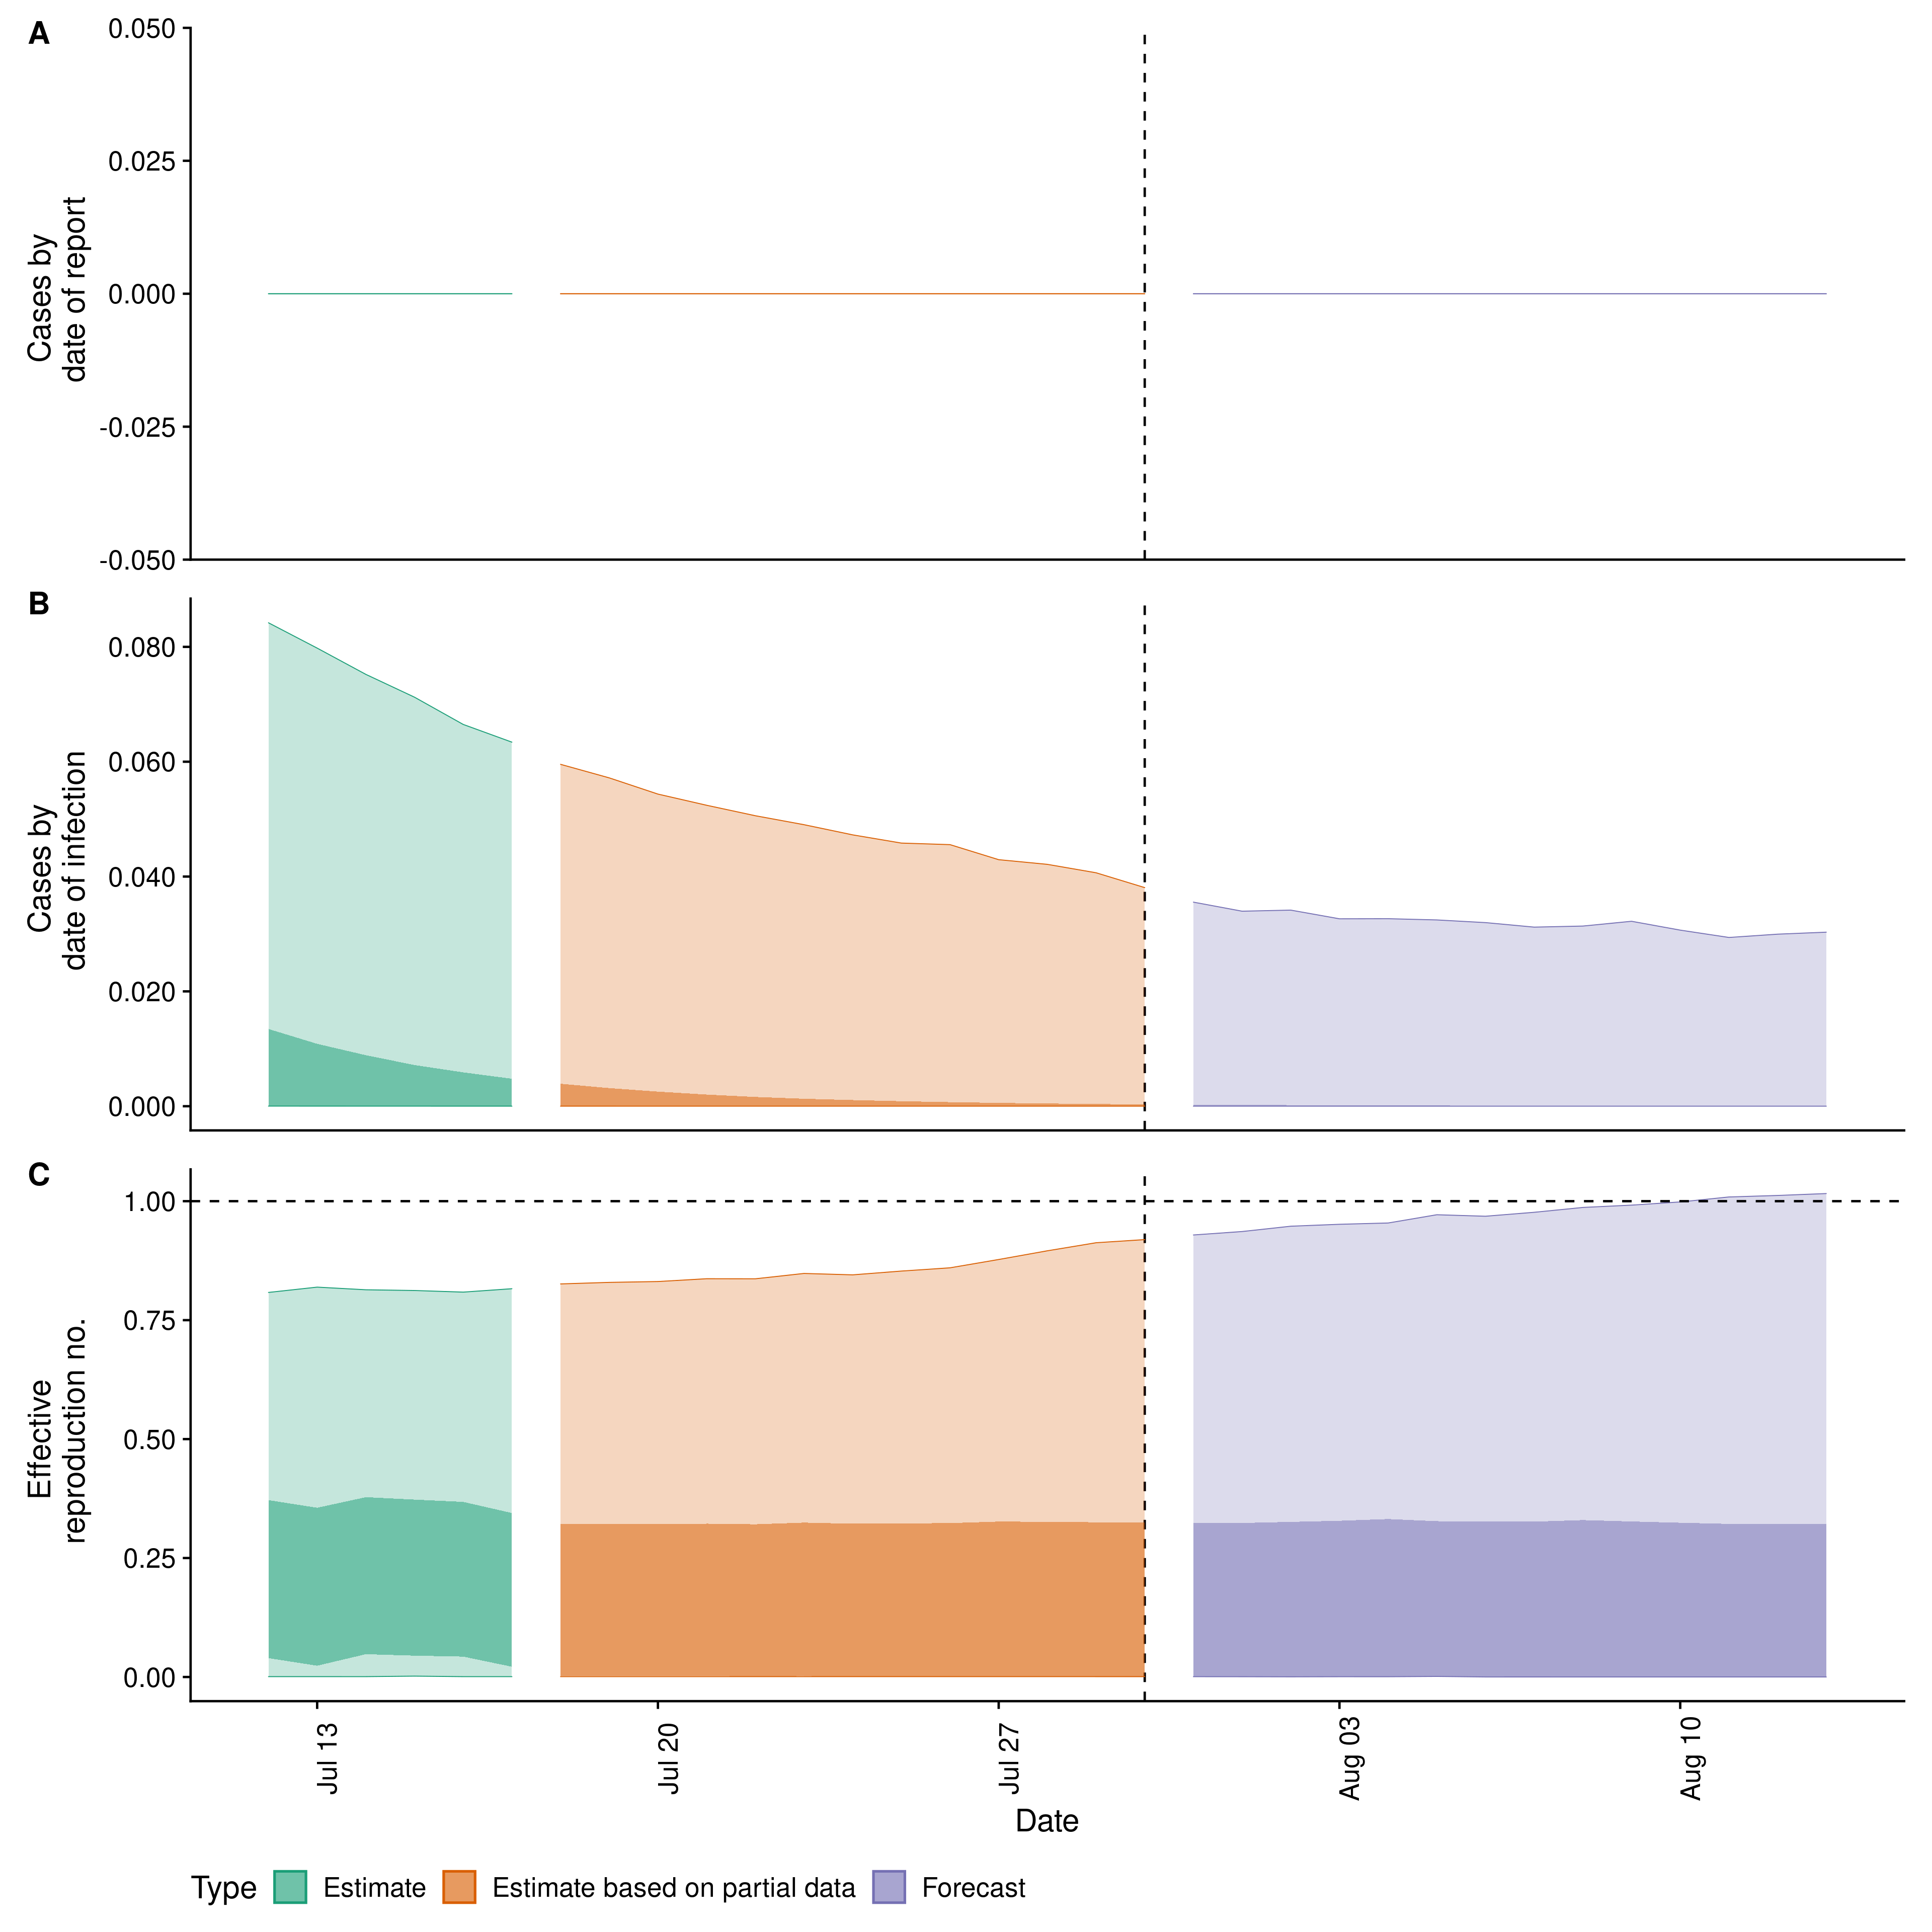 A
0.050
0.025
0.000
-0.025
-0.050
Cases by
date of report
B
0.080
0.060
0.040
0.020
0.000
Cases by
date of infection
C
1.00
0.75
0.50
0.25
0.00
Effective
reproduction no.
Jul 13
Jul 20
Jul 27
Aug 03
Aug 10
Date
Type Estimate Estimate based on partial data Forecast